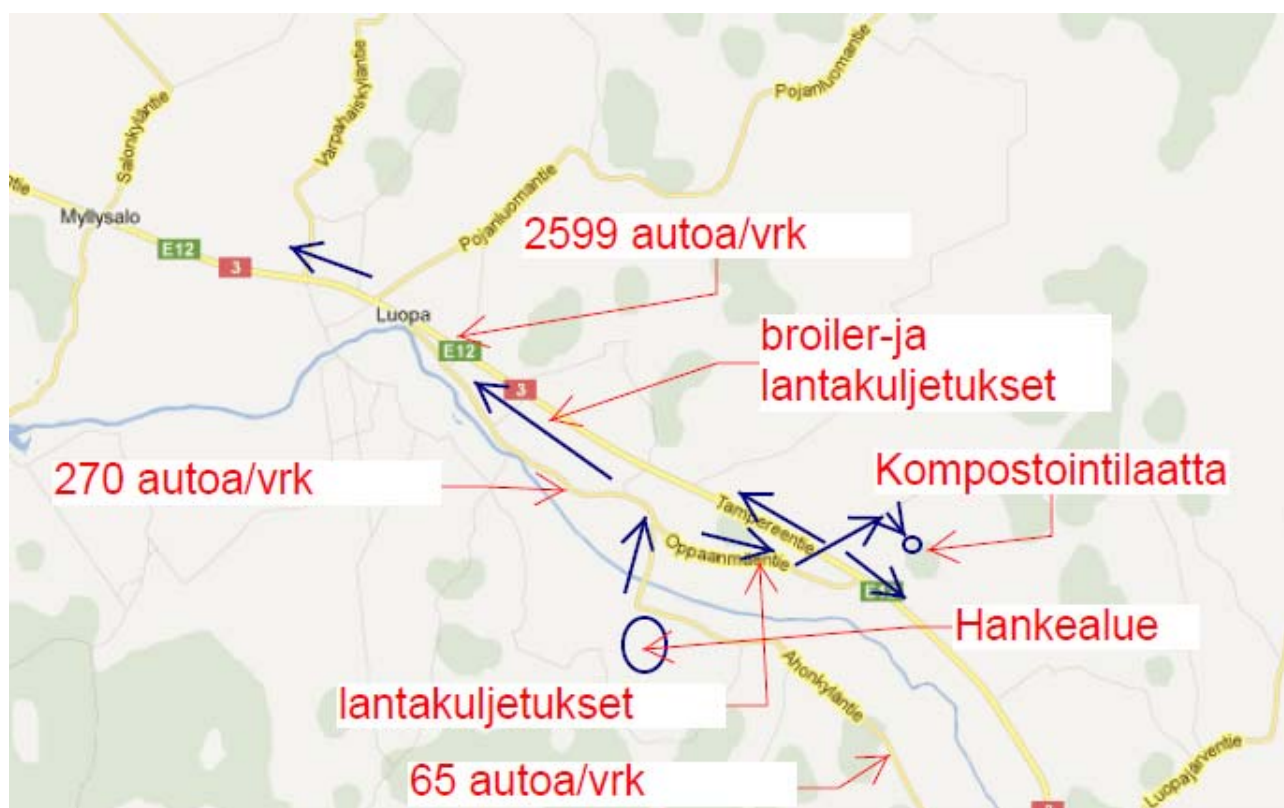 Pojanluomantie
Salonkyläntie
Varpahaiskyläntie
ntie
Myllysalo
Pojanluomantie
2599 autoa/vrk
E12
3
Luopa
broiler-ja
lantakuljetukset
E12
3
270 autoa/vrk
Kompostointilaatta
Tampereentie
Oppaanmäentie
Hankealue
Ahonkyläntie
lantakuljetukset
65 autoa/vrk
Luopajärventie